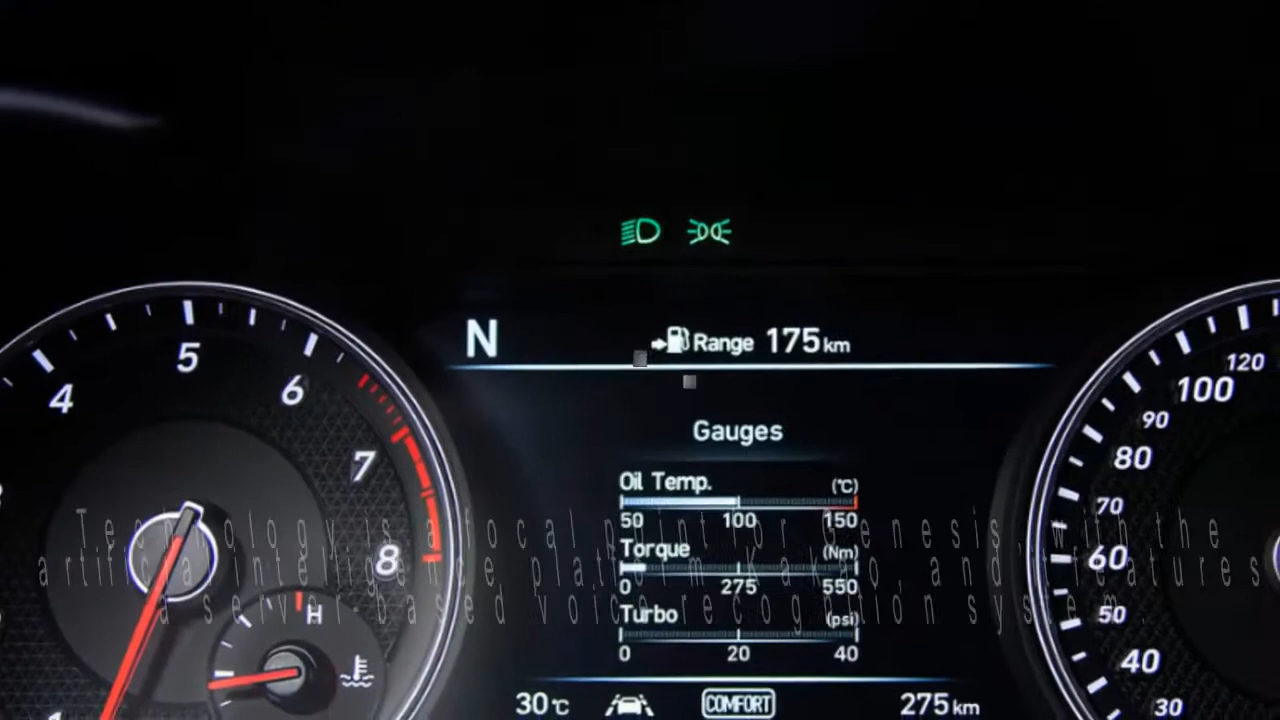 N
Range 175 km
Gauges
Oil Temp. (°C)
50 100 150
Torque (Nm)
0 275 550
Turbo (psi)
0 20 40
30°C COMFORT 275 km
4 5 6 7 8
H
120
100
90
80
70
60
50
40
30
Technology is a focal point for Genesis, with the
artificial intelligence platform, Kakao, and it features
a server based voice recognition system.